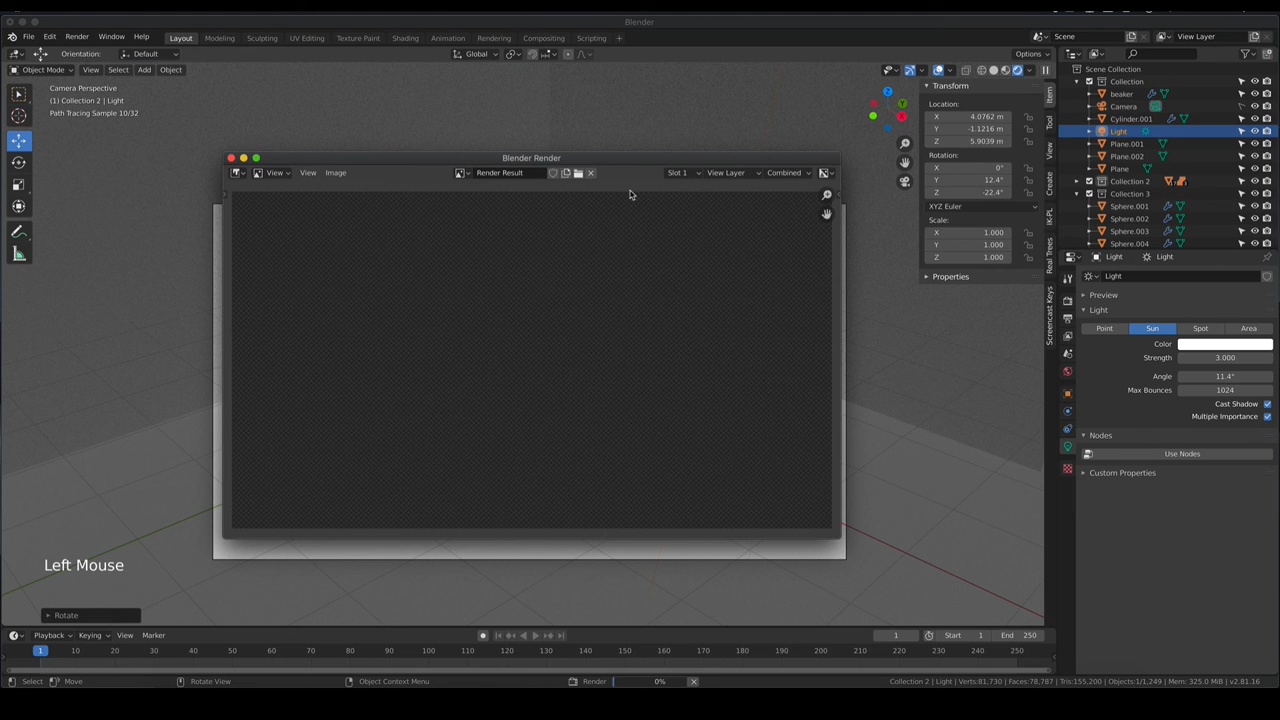 Blender
File Edit Render Window Help Layout Modeling Sculpting UV Editing Texture Paint Shading Animation Rendering Compositing Scripting + Scene View Layer
Orientation: Default Global Options
Object Mode View Select Add Object
Camera Perspective
(1) Collection 2 | Light
Path Tracing Sample 10/32
Z
Y
X
Blender Render
View View Image Render Result Slot 1 View Layer Combined
Transform
Location:
X 4.0762 m
Y -1.1216 m
Z 5.9039 m
Rotation:
X 0°
Y 12.4°
Z -22.4°
XYZ Euler
Scale:
X 1.000
Y 1.000
Z 1.000
Properties
Item
Tool
View
Create
IK-PL
Real Trees
Screencast Keys
Scene Collection
Collection
beaker
Camera
Cylinder.001
Light
Plane.001
Plane.002
Plane
Collection 2
Collection 3
Sphere.001
Sphere.002
Sphere.003
Sphere.004
Light Light
Light
Preview
Light
Point Sun Spot Area
Color
Strength 3.000
Angle 11.4°
Max Bounces 1024
Cast Shadow
Multiple Importance
Nodes
Use Nodes
Custom Properties
Left Mouse
Rotate
Playback Keying View Marker 1 Start 1 End 250
1 10 20 30 40 50 60 70 80 90 100 110 120 130 140 150 160 170 180 190 200 210 220 230 240 250
Select Move Rotate View Object Context Menu Render 0% Collection 2 | Light | Verts:81,730 | Faces:78,787 | Tris:155,200 | Objects:1/1,249 | Mem: 325.0 MiB | v2.81.16